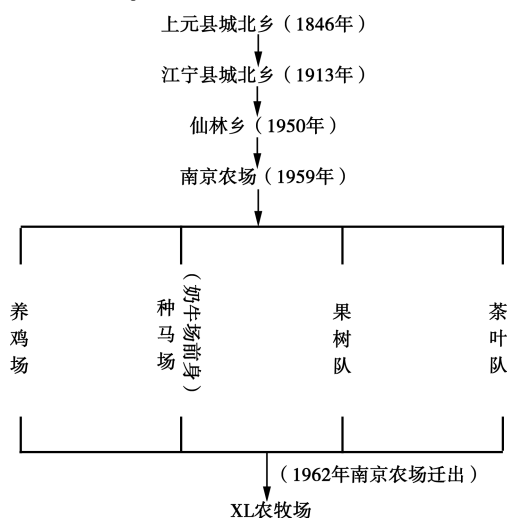 上元县城北乡（1846年）
江宁县城北乡（1913年）
仙林乡（1950年）
南京农场（1959年）
养鸡场
种马场
（奶牛场前身）
果树队
茶叶队
（1962年南京农场迁出）
XL农牧场